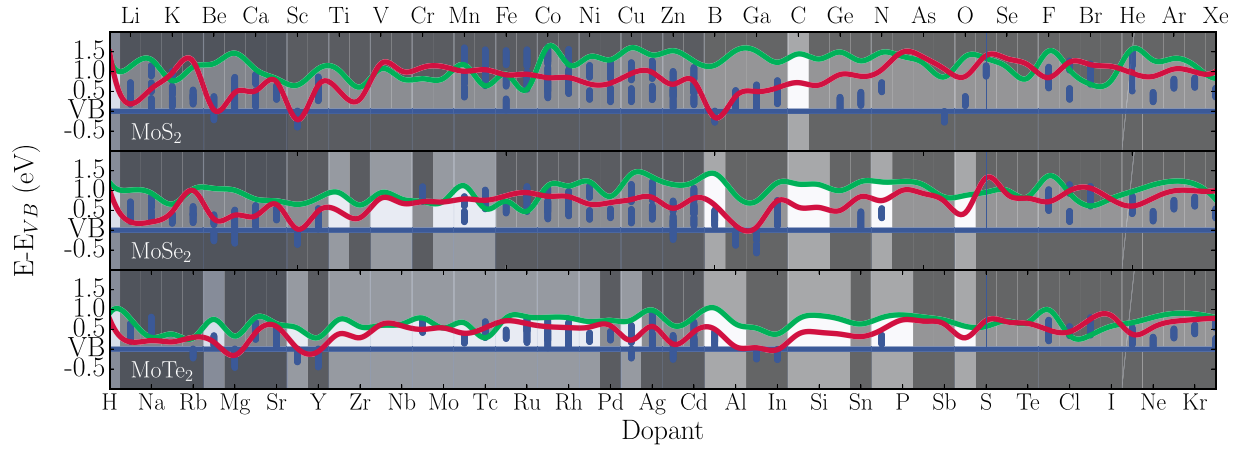 Li K Be Ca Sc Ti V Cr Mn Fe Co Ni Cu Zn B Ga C Ge N As O Se F Br He Ar Xe
1.5
1.0
0.5
VB
-0.5
MoS2
1.5
1.0
0.5
VB
-0.5
MoSe2
1.5
1.0
0.5
VB
-0.5
MoTe2
E-E_VB (eV)
H Na Rb Mg Sr Y Zr Nb Mo Tc Ru Rh Pd Ag Cd Al In Si Sn P Sb S Te Cl I Ne Kr
Dopant